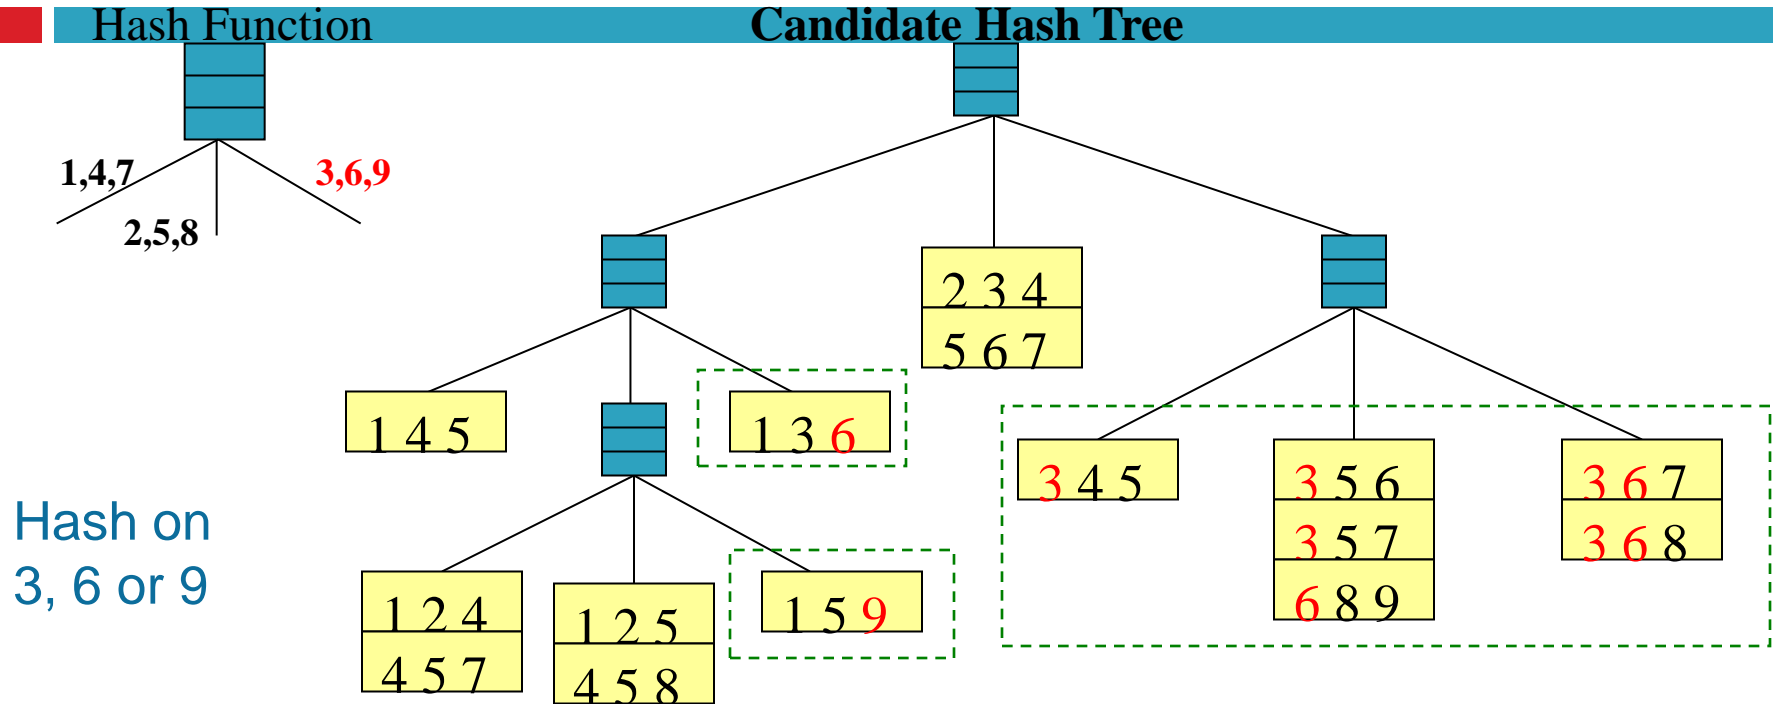 Hash Function
Candidate Hash Tree
1,4,7
2,5,8
3,6,9
2 3 4
5 6 7
1 4 5
1 3 6
3 4 5
3 5 6
3 5 7
6 8 9
3 6 7
3 6 8
Hash on
3, 6 or 9
1 2 4
4 5 7
1 2 5
4 5 8
1 5 9